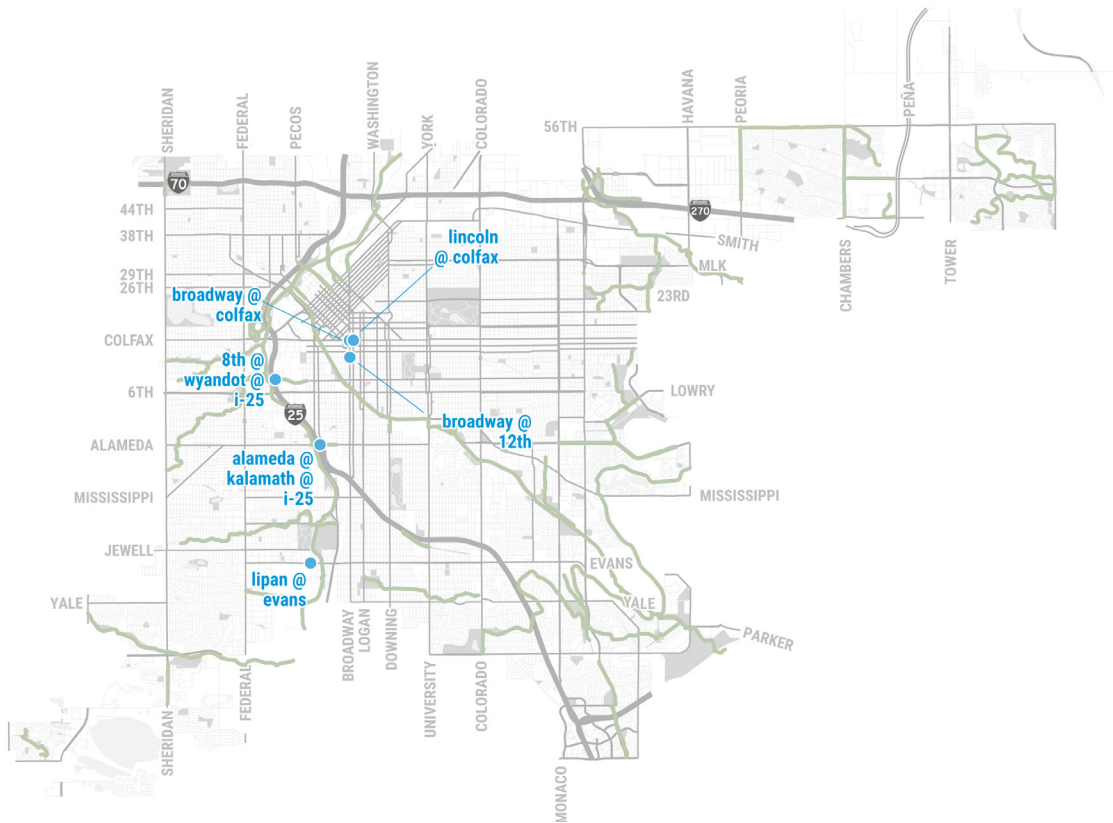 SHERIDAN
FEDERAL
PECOS
WASHINGTON
YORK
COLORADO
HAVANA
PEORIA
PEÑA
56TH
70
44TH
38TH
29TH
26TH
270
SMITH
MLK
23RD
CHAMBERS
TOWER
lincoln
@ colfax
broadway @
colfax
COLFAX
8th @
wyandot @
i-25
6TH
25
LOWRY
broadway @
12th
ALAMEDA
alameda @
kalamath @
i-25
MISSISSIPPI
MISSISSIPPI
JEWELL
EVANS
lipan @
evans
YALE
YALE
PARKER
BROADWAY
LOGAN
DOWNING
UNIVERSITY
COLORADO
FEDERAL
SHERIDAN
MONACO